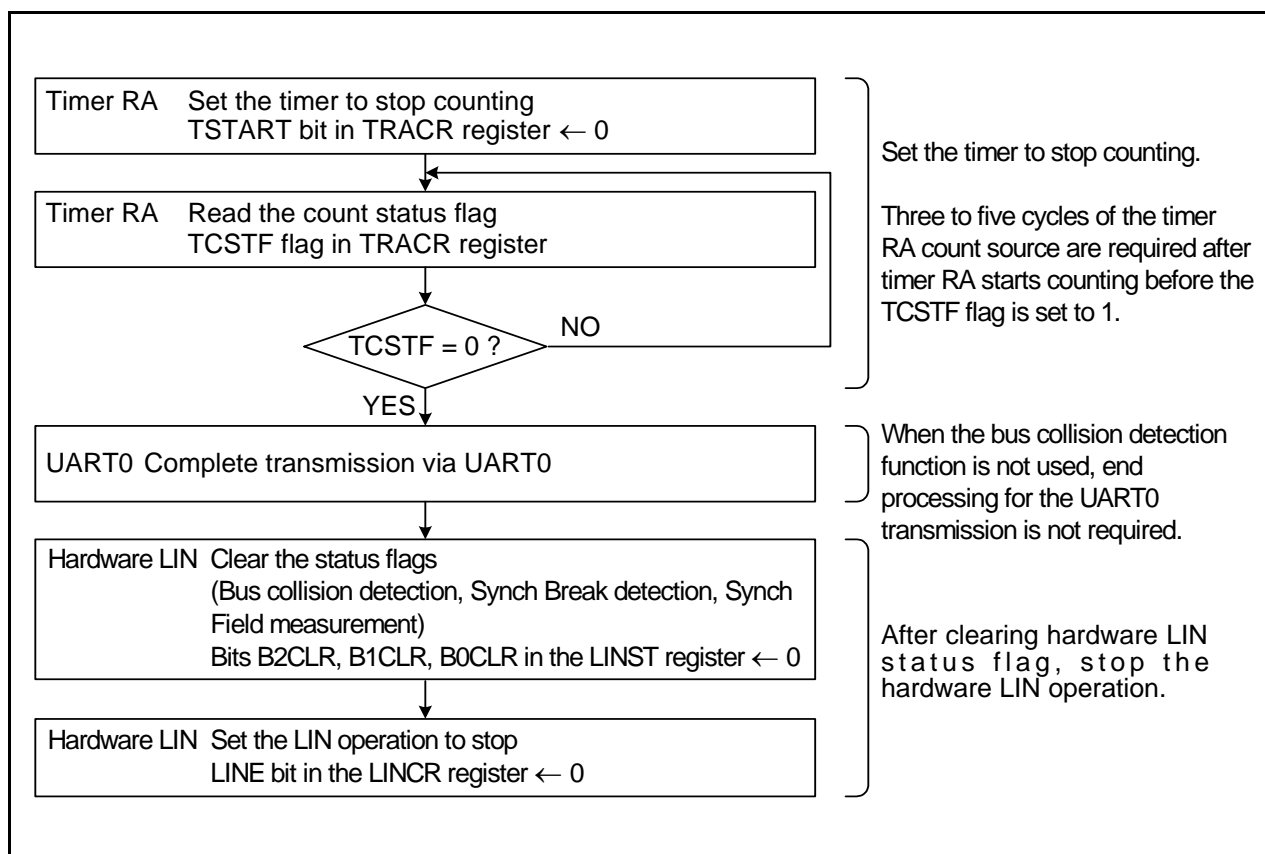 Timer RA Set the timer to stop counting
TSTART bit in TRACR register ← 0
Set the timer to stop counting.
Timer RA Read the count status flag
TCSTF flag in TRACR register
Three to five cycles of the timer
RA count source are required after
timer RA starts counting before the
TCSTF flag is set to 1.
TCSTF = 0 ?
NO
YES
UART0 Complete transmission via UART0
When the bus collision detection
function is not used, end
processing for the UART0
transmission is not required.
Hardware LIN Clear the status flags
(Bus collision detection, Synch Break detection, Synch
Field measurement)
Bits B2CLR, B1CLR, B0CLR in the LINST register ← 0
After clearing hardware LIN
status flag, stop the
hardware LIN operation.
Hardware LIN Set the LIN operation to stop
LINE bit in the LINCR register ← 0